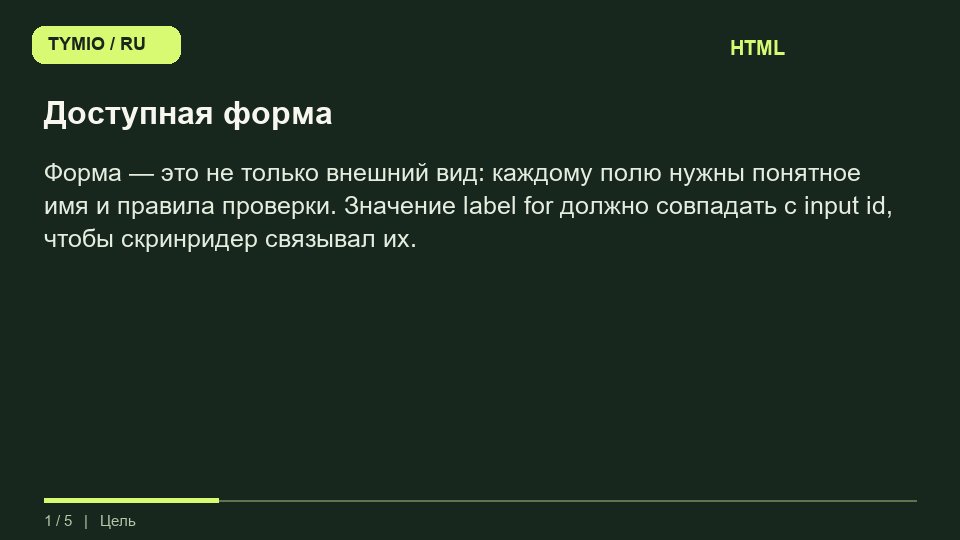 TYMIO / RU
HTML
Доступная форма
Форма — это не только внешний вид: каждому полю нужны понятное
имя и правила проверки. Значение label for должно совпадать с input id,
чтобы скринридер связывал их.
1 / 5 | Цель